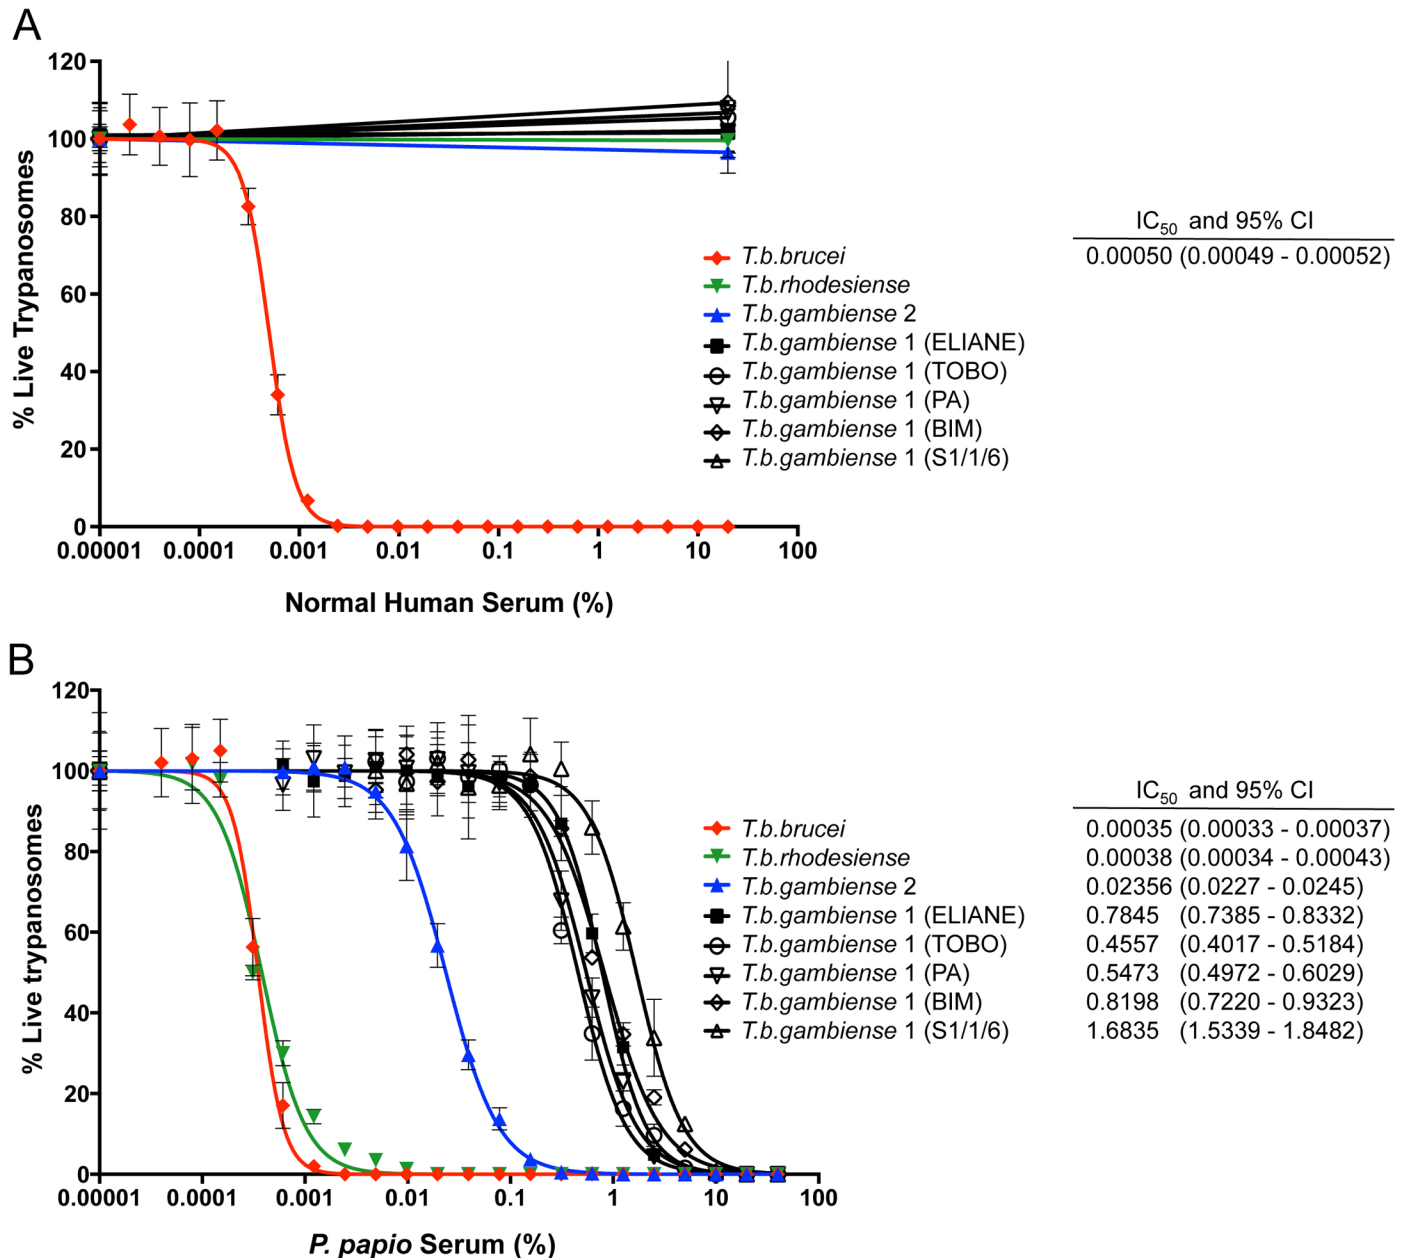 A
120
100
80
60
40
20
0
% Live Trypanosomes
0.00001 0.0001 0.001 0.01 0.1 1 10 100
Normal Human Serum (%)
T.b.brucei
T.b.rhodesiense
T.b.gambiense 2
T.b.gambiense 1 (ELIANE)
T.b.gambiense 1 (TOBO)
T.b.gambiense 1 (PA)
T.b.gambiense 1 (BIM)
T.b.gambiense 1 (S1/1/6)
IC50 and 95% CI
0.00050 (0.00049 - 0.00052)
B
120
100
80
60
40
20
0
% Live trypanosomes
0.00001 0.0001 0.001 0.01 0.1 1 10 100
P. papio Serum (%)
T.b.brucei
T.b.rhodesiense
T.b.gambiense 2
T.b.gambiense 1 (ELIANE)
T.b.gambiense 1 (TOBO)
T.b.gambiense 1 (PA)
T.b.gambiense 1 (BIM)
T.b.gambiense 1 (S1/1/6)
IC50 and 95% CI
0.00035 (0.00033 - 0.00037)
0.00038 (0.00034 - 0.00043)
0.02356 (0.0227 - 0.0245)
0.7845 (0.7385 - 0.8332)
0.4557 (0.4017 - 0.5184)
0.5473 (0.4972 - 0.6029)
0.8198 (0.7220 - 0.9323)
1.6835 (1.5339 - 1.8482)